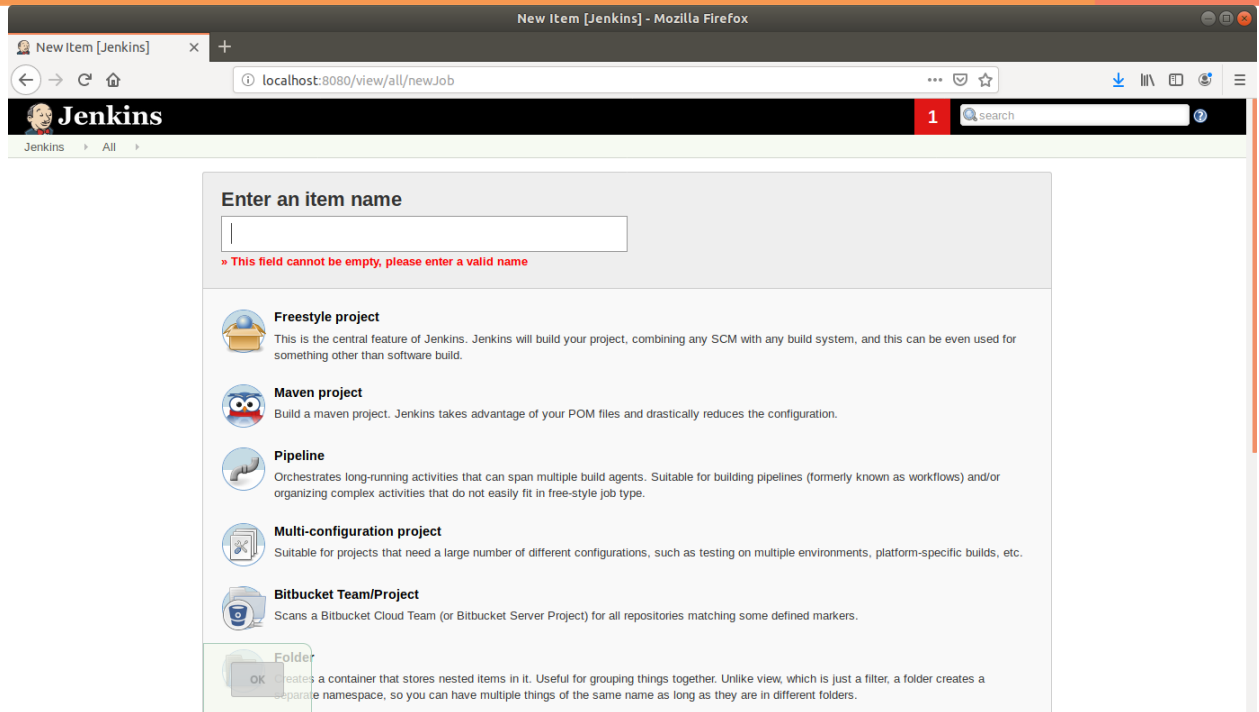 New Item [Jenkins] - Mozilla Firefox
New Item [Jenkins]
localhost:8080/view/all/newJob
Jenkins
1
search
Jenkins All
Enter an item name
» This field cannot be empty, please enter a valid name
Freestyle project
This is the central feature of Jenkins. Jenkins will build your project, combining any SCM with any build system, and this can be even used for
something other than software build.
Maven project
Build a maven project. Jenkins takes advantage of your POM files and drastically reduces the configuration.
Pipeline
Orchestrates long-running activities that can span multiple build agents. Suitable for building pipelines (formerly known as workflows) and/or
organizing complex activities that do not easily fit in free-style job type.
Multi-configuration project
Suitable for projects that need a large number of different configurations, such as testing on multiple environments, platform-specific builds, etc.
Bitbucket Team/Project
Scans a Bitbucket Cloud Team (or Bitbucket Server Project) for all repositories matching some defined markers.
Folder
Creates a container that stores nested items in it. Useful for grouping things together. Unlike view, which is just a filter, a folder creates a
separate namespace, so you can have multiple things of the same name as long as they are in different folders.
OK